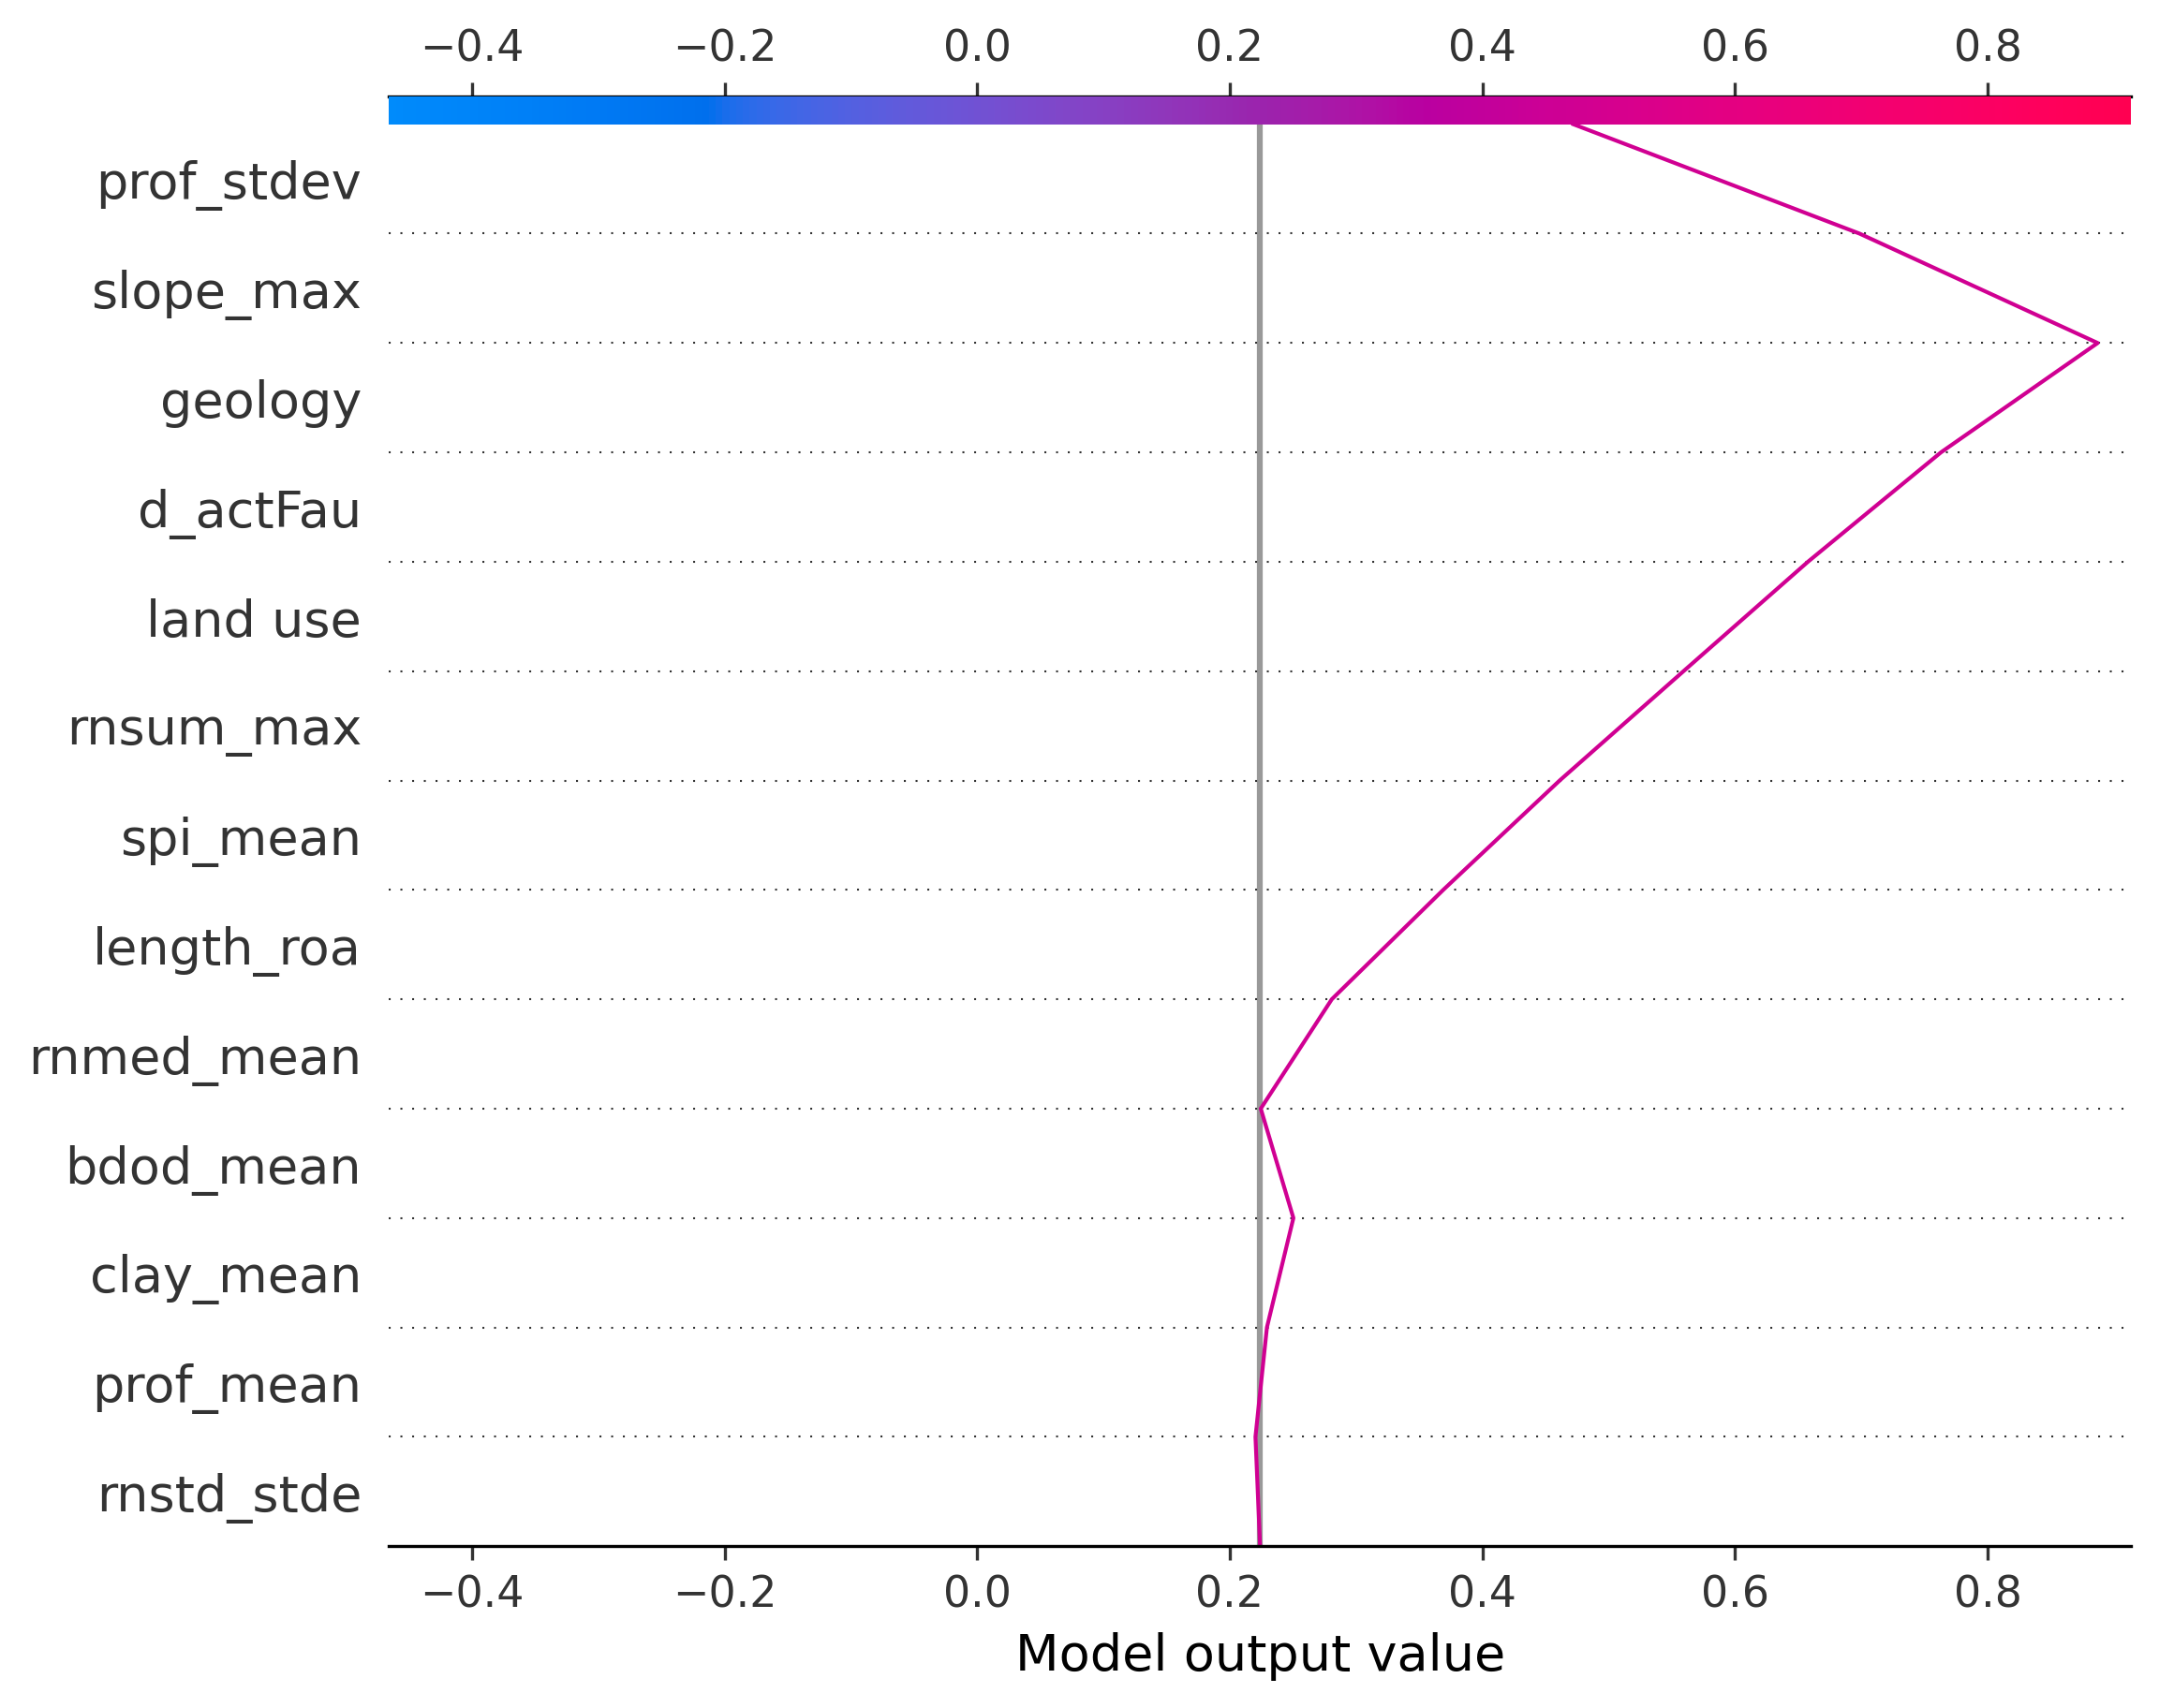 −0.4 −0.2 0.0 0.2 0.4 0.6 0.8
prof_stdev
slope_max
geology
d_actFau
land use
rnsum_max
spi_mean
length_roa
rnmed_mean
bdod_mean
clay_mean
prof_mean
rnstd_stde
−0.4 −0.2 0.0 0.2 0.4 0.6 0.8
Model output value